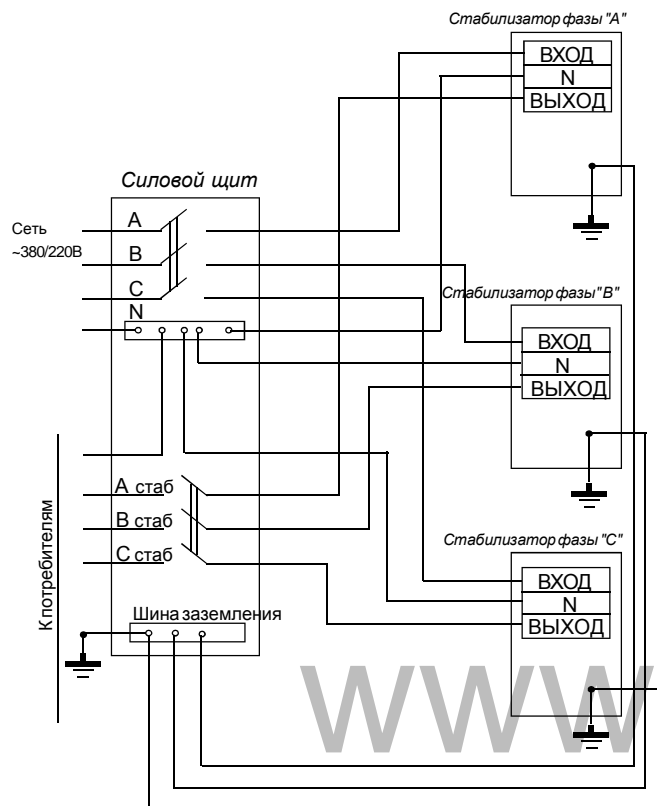 Стабилизатор фазы "А"
ВХОД
N
ВЫХОД
Силовой щит
Сеть
~380/220В
A
B
C
N
Стабилизатор фазы "В"
ВХОД
N
ВЫХОД
К потребителям
А стаб
В стаб
С стаб
Стабилизатор фазы "С"
ВХОД
N
ВЫХОД
Шина заземления
www